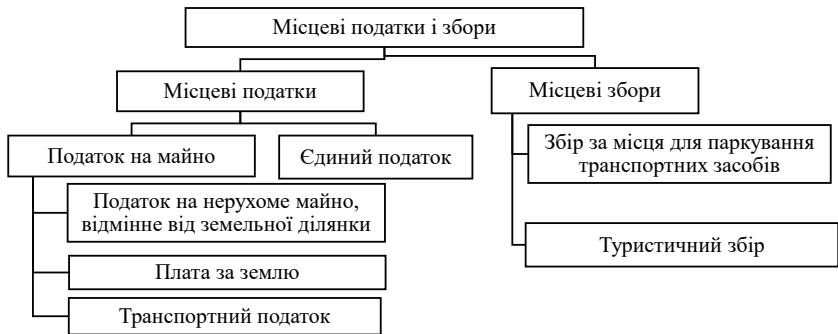 Місцеві податки і збори
Місцеві податки
Місцеві збори
Податок на майно
Єдиний податок
Збір за місця для паркування
транспортних засобів
Податок на нерухоме майно,
відмінне від земельної ділянки
Туристичний збір
Плата за землю
Транспортний податок